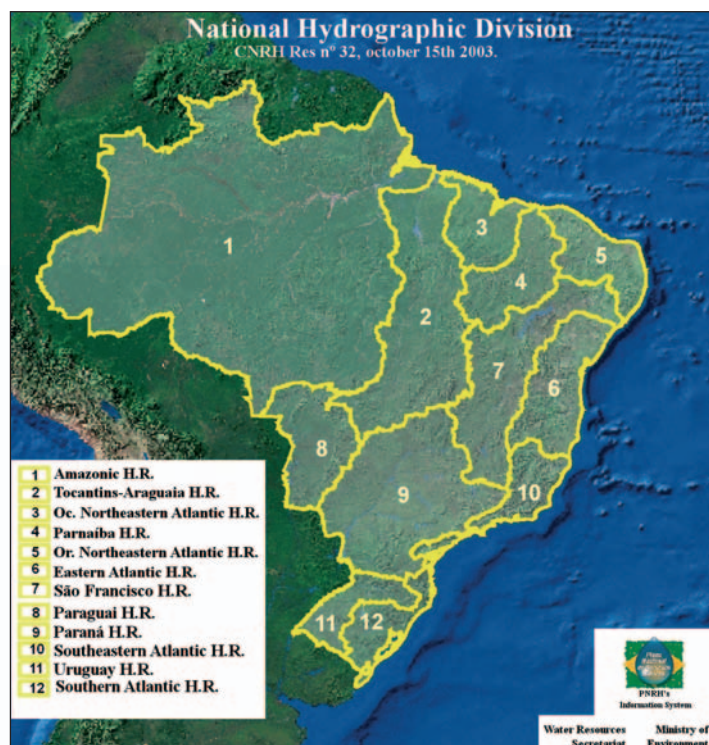 National Hydrographic Division
CNRH Res nº 32, october 15th 2003.
1
2
3
4
5
6
7
8
9
10
11
12
1 Amazonic H.R.
2 Tocantins-Araguaia H.R.
3 Oc. Northeastern Atlantic H.R.
4 Parnaíba H.R.
5 Or. Northeastern Atlantic H.R.
6 Eastern Atlantic H.R.
7 São Francisco H.R.
8 Paraguai H.R.
9 Paraná H.R.
10 Southeastern Atlantic H.R.
11 Uruguay H.R.
12 Southern Atlantic H.R.
PNRH's
Information System
Water Resources Ministry of
Secretariat Environment